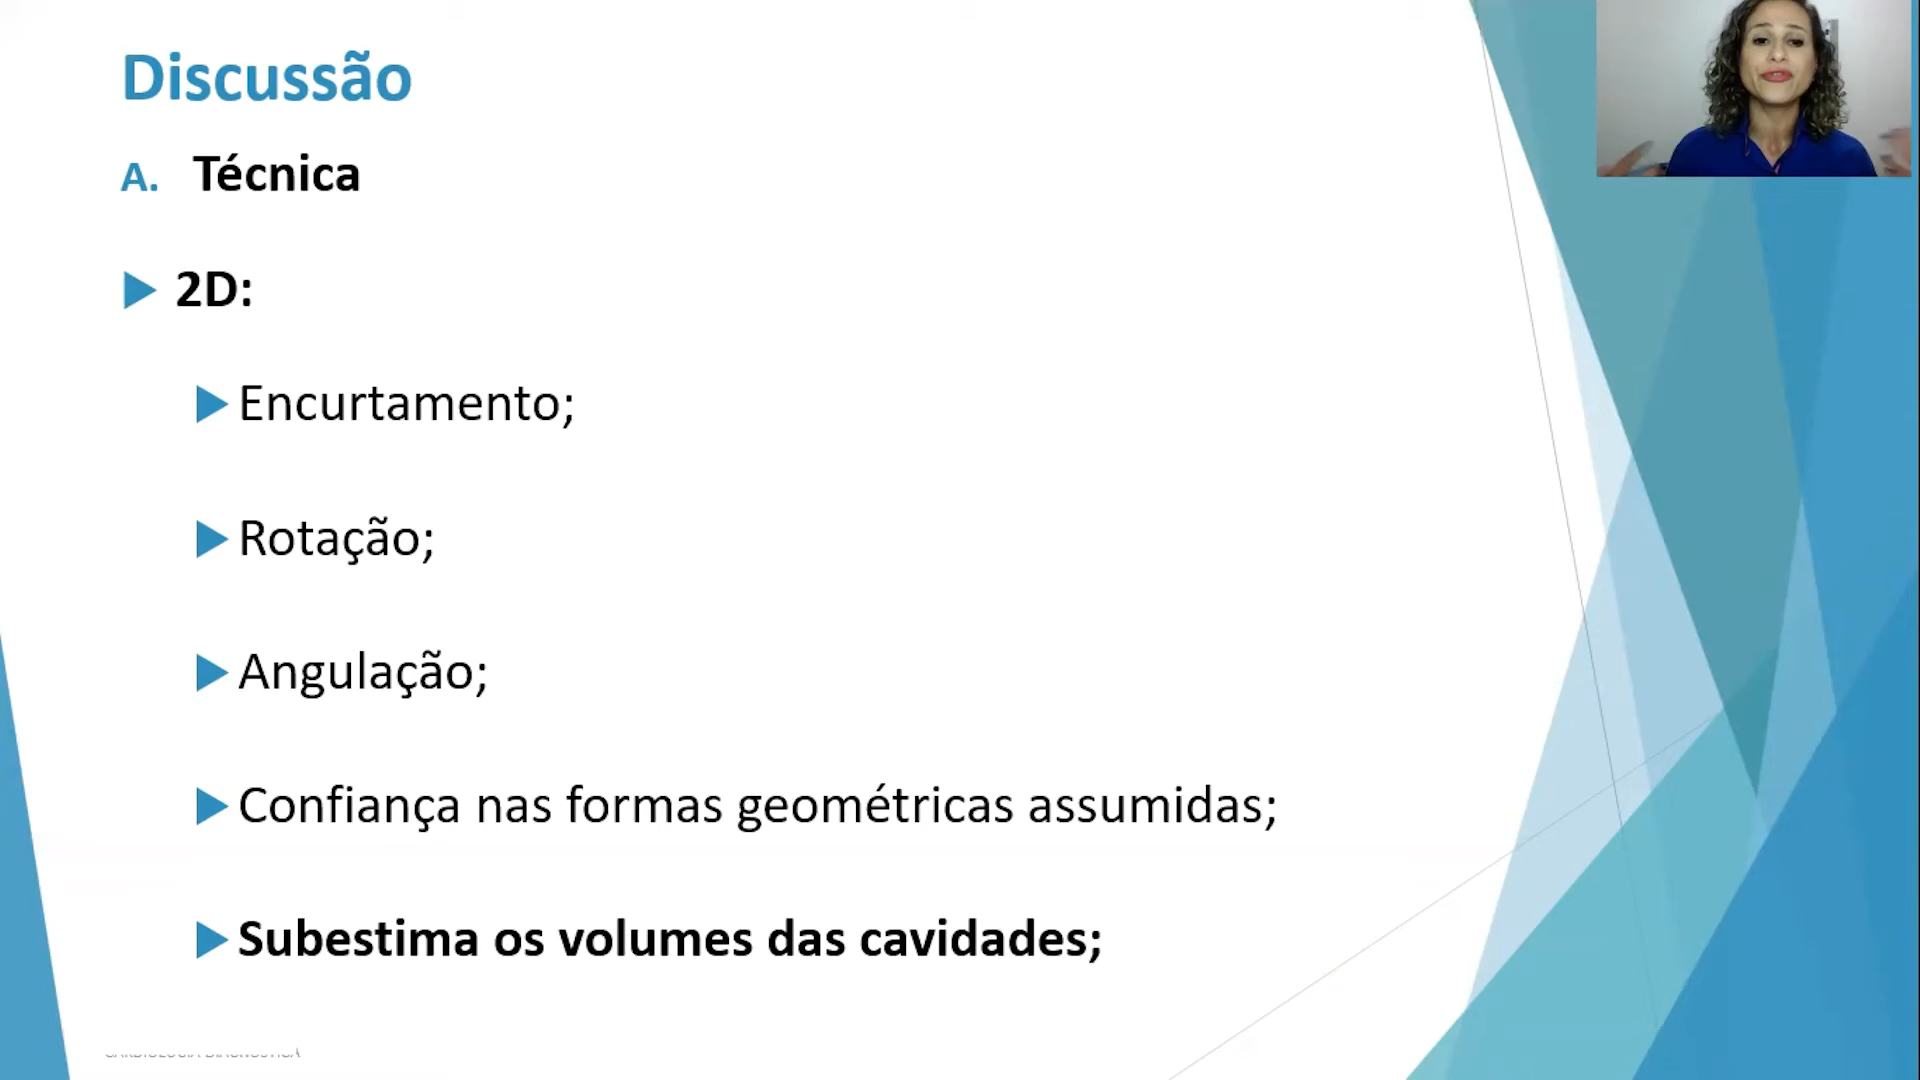 Discussão
A. Técnica
2D:
Encurtamento;
Rotação;
Angulação;
Confiança nas formas geométricas assumidas;
Subestima os volumes das cavidades;